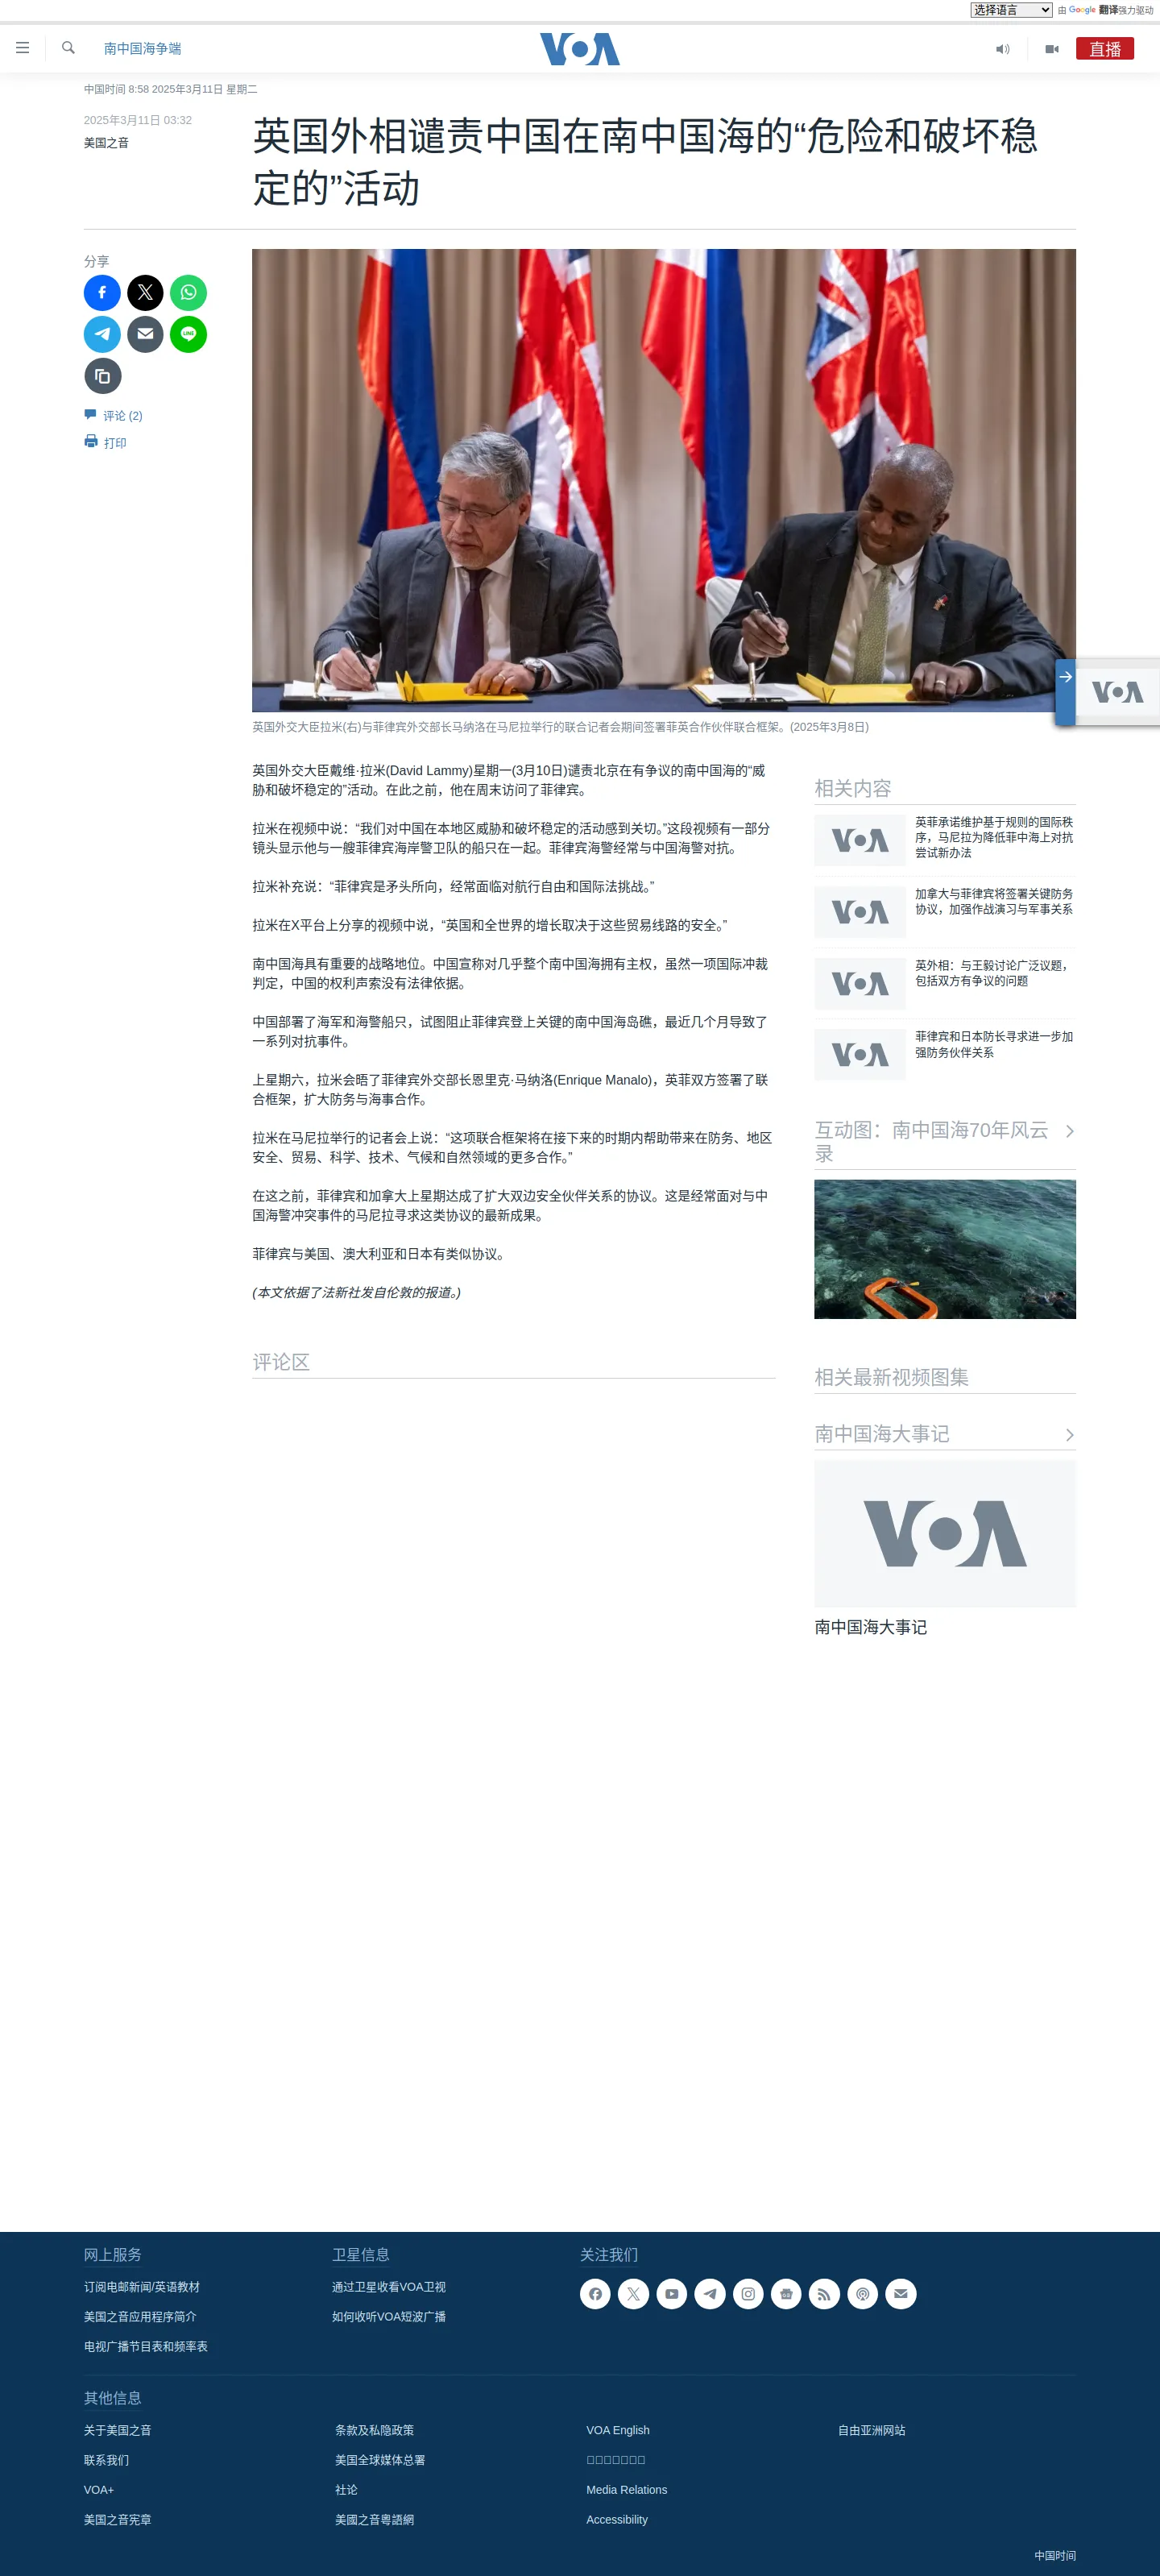 选择语言 由 Google 翻译强力驱动
南中国海争端
VOA
直播
中国时间 8:58 2025年3月11日 星期二
2025年3月11日 03:32
美国之音
英国外相谴责中国在南中国海的“危险和破坏稳
定的”活动
分享
LINE
评论 (2)
打印
VOA
英国外交大臣拉米(右)与菲律宾外交部长马纳洛在马尼拉举行的联合记者会期间签署菲英合作伙伴联合框架。(2025年3月8日)
英国外交大臣戴维·拉米(David Lammy)星期一(3月10日)谴责北京在有争议的南中国海的“威
胁和破坏稳定的”活动。在此之前，他在周末访问了菲律宾。
拉米在视频中说：“我们对中国在本地区威胁和破坏稳定的活动感到关切。”这段视频有一部分
镜头显示他与一艘菲律宾海岸警卫队的船只在一起。菲律宾海警经常与中国海警对抗。
拉米补充说：“菲律宾是矛头所向，经常面临对航行自由和国际法挑战。”
拉米在X平台上分享的视频中说，“英国和全世界的增长取决于这些贸易线路的安全。”
南中国海具有重要的战略地位。中国宣称对几乎整个南中国海拥有主权，虽然一项国际仲裁
判定，中国的权利声索没有法律依据。
中国部署了海军和海警船只，试图阻止菲律宾登上关键的南中国海岛礁，最近几个月导致了
一系列对抗事件。
上星期六，拉米会晤了菲律宾外交部长恩里克·马纳洛(Enrique Manalo)，英菲双方签署了联
合框架，扩大防务与海事合作。
拉米在马尼拉举行的记者会上说：“这项联合框架将在接下来的时期内帮助带来在防务、地区
安全、贸易、科学、技术、气候和自然领域的更多合作。”
在这之前，菲律宾和加拿大上星期达成了扩大双边安全伙伴关系的协议。这是经常面对与中
国海警冲突事件的马尼拉寻求这类协议的最新成果。
菲律宾与美国、澳大利亚和日本有类似协议。
(本文依据了法新社发自伦敦的报道。)
评论区
相关内容
VOA
英菲承诺维护基于规则的国际秩
序，马尼拉为降低菲中海上对抗
尝试新办法
VOA
加拿大与菲律宾将签署关键防务
协议，加强作战演习与军事关系
VOA
英外相：与王毅讨论广泛议题，
包括双方有争议的问题
VOA
菲律宾和日本防长寻求进一步加
强防务伙伴关系
互动图：南中国海70年风云
录
相关最新视频图集
南中国海大事记
VOA
南中国海大事记
网上服务
订阅电邮新闻/英语教材
美国之音应用程序简介
电视广播节目表和频率表
卫星信息
通过卫星收看VOA卫视
如何收听VOA短波广播
关注我们
其他信息
关于美国之音
联系我们
VOA+
美国之音宪章
条款及私隐政策
美国全球媒体总署
社论
美國之音粵語網
VOA English
Media Relations
Accessibility
自由亚洲网站
中国时间